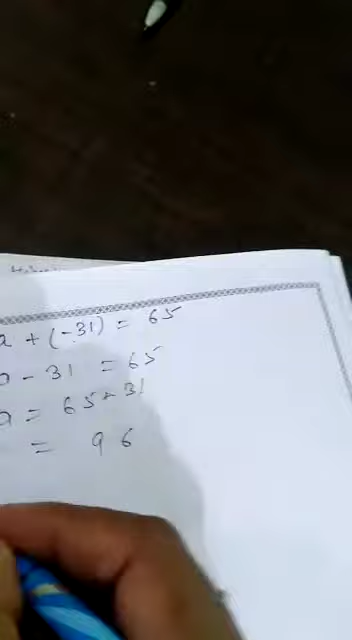 a + (-31) = 65
a - 31 = 65
a = 65 + 31
= 96